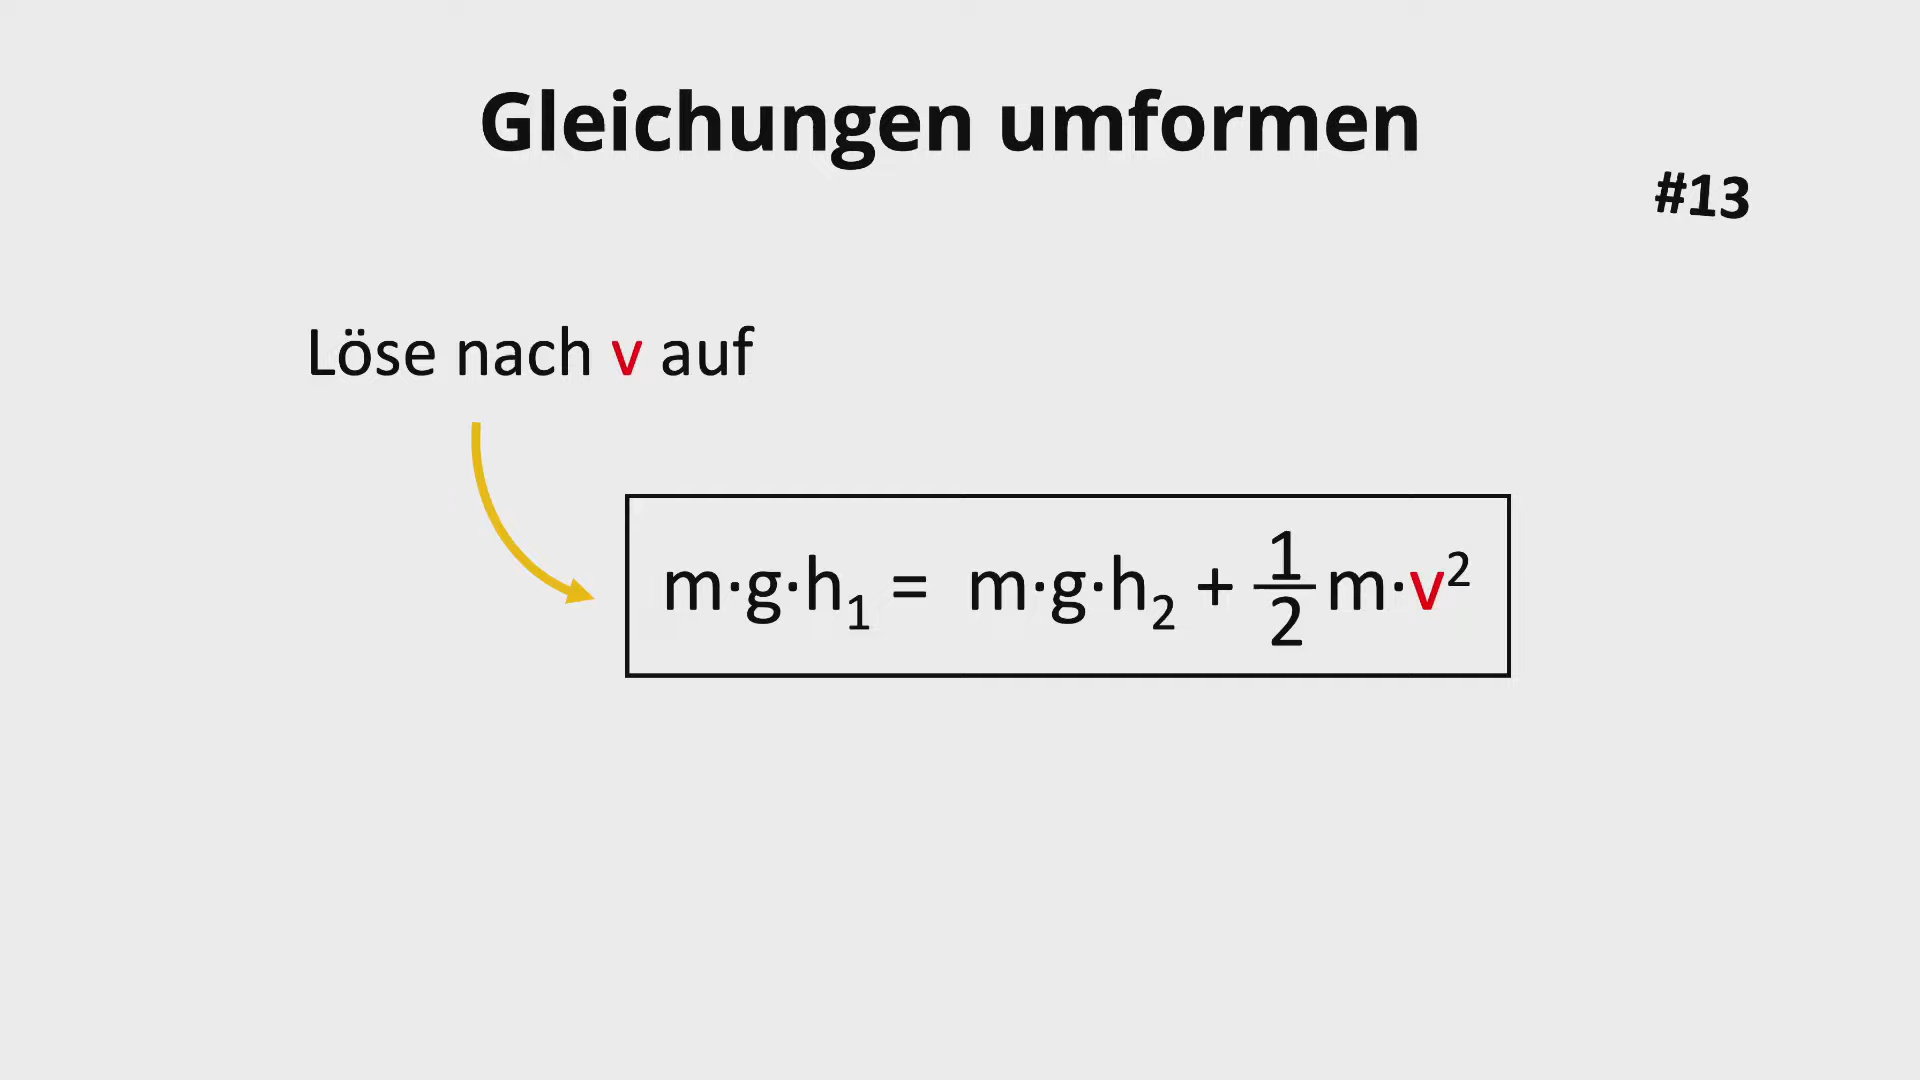 Gleichungen umformen
#13
Löse nach v auf
m·g·h₁ = m·g·h₂ + 1/2 m·v²